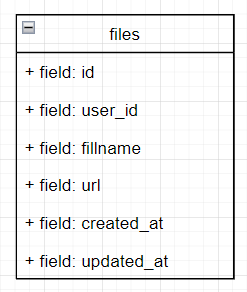 files
+ field: id
+ field: user_id
+ field: fillname
+ field: url
+ field: created_at
+ field: updated_at